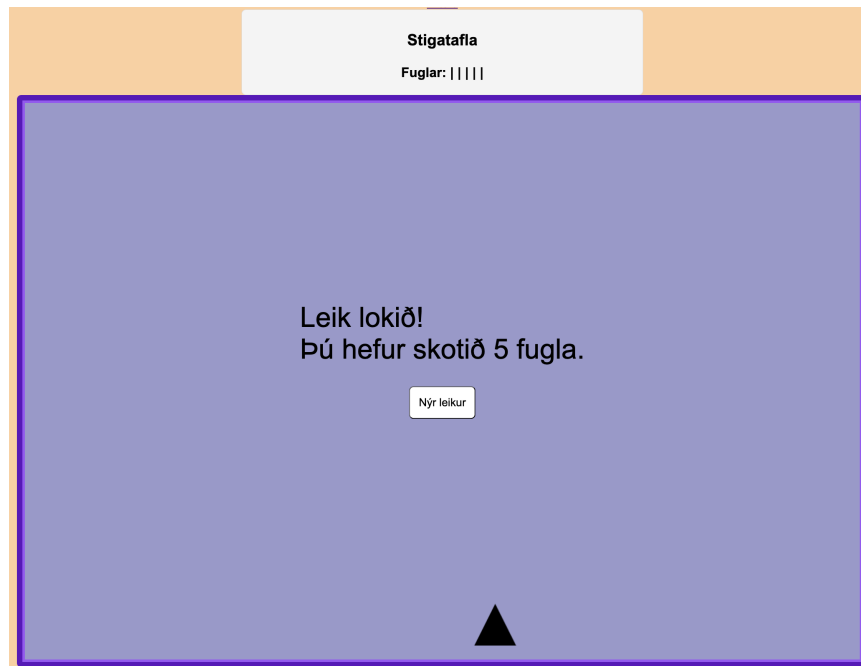 Stigatafla
Fuglar: | | | | |
Leik lokið!
Þú hefur skotið 5 fugla.
Nýr leikur